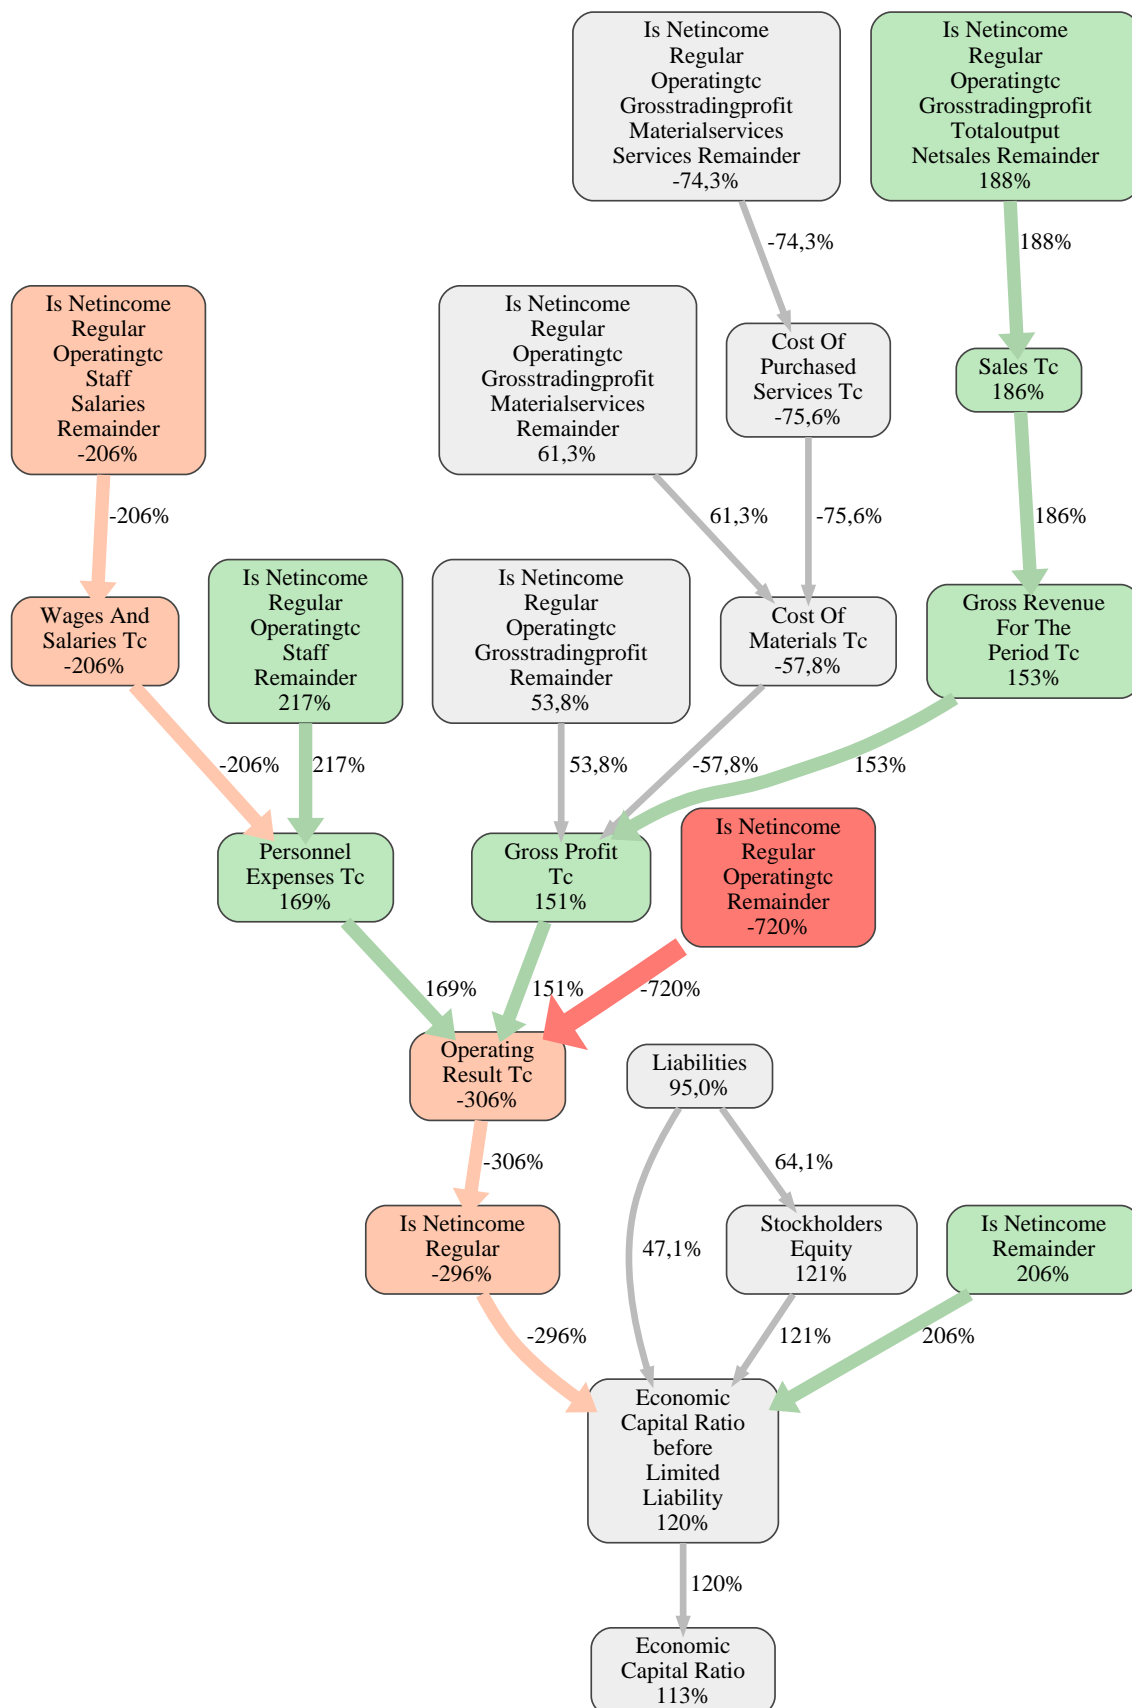 Is Netincome
Regular
Operatingtc
Grosstradingprofit
Materialservices
Services Remainder
-74,3%
Is Netincome
Regular
Operatingtc
Grosstradingprofit
Totaloutput
Netsales Remainder
188%
-74,3%
188%
Is Netincome
Regular
Operatingtc
Staff
Salaries
Remainder
-206%
Is Netincome
Regular
Operatingtc
Grosstradingprofit
Materialservices
Remainder
61,3%
Cost Of
Purchased
Services Tc
-75,6%
Sales Tc
186%
-206%
61,3%
-75,6%
186%
Wages And
Salaries Tc
-206%
Is Netincome
Regular
Operatingtc
Staff
Remainder
217%
Is Netincome
Regular
Operatingtc
Grosstradingprofit
Remainder
53,8%
Cost Of
Materials Tc
-57,8%
Gross Revenue
For The
Period Tc
153%
-206%
217%
53,8%
-57,8%
153%
Personnel
Expenses Tc
169%
Gross Profit
Tc
151%
Is Netincome
Regular
Operatingtc
Remainder
-720%
169%
151%
-720%
Operating
Result Tc
-306%
Liabilities
95,0%
-306%
64,1%
Is Netincome
Regular
-296%
47,1%
Stockholders
Equity
121%
Is Netincome
Remainder
206%
-296%
121%
206%
Economic
Capital Ratio
before
Limited
Liability
120%
120%
Economic
Capital Ratio
113%